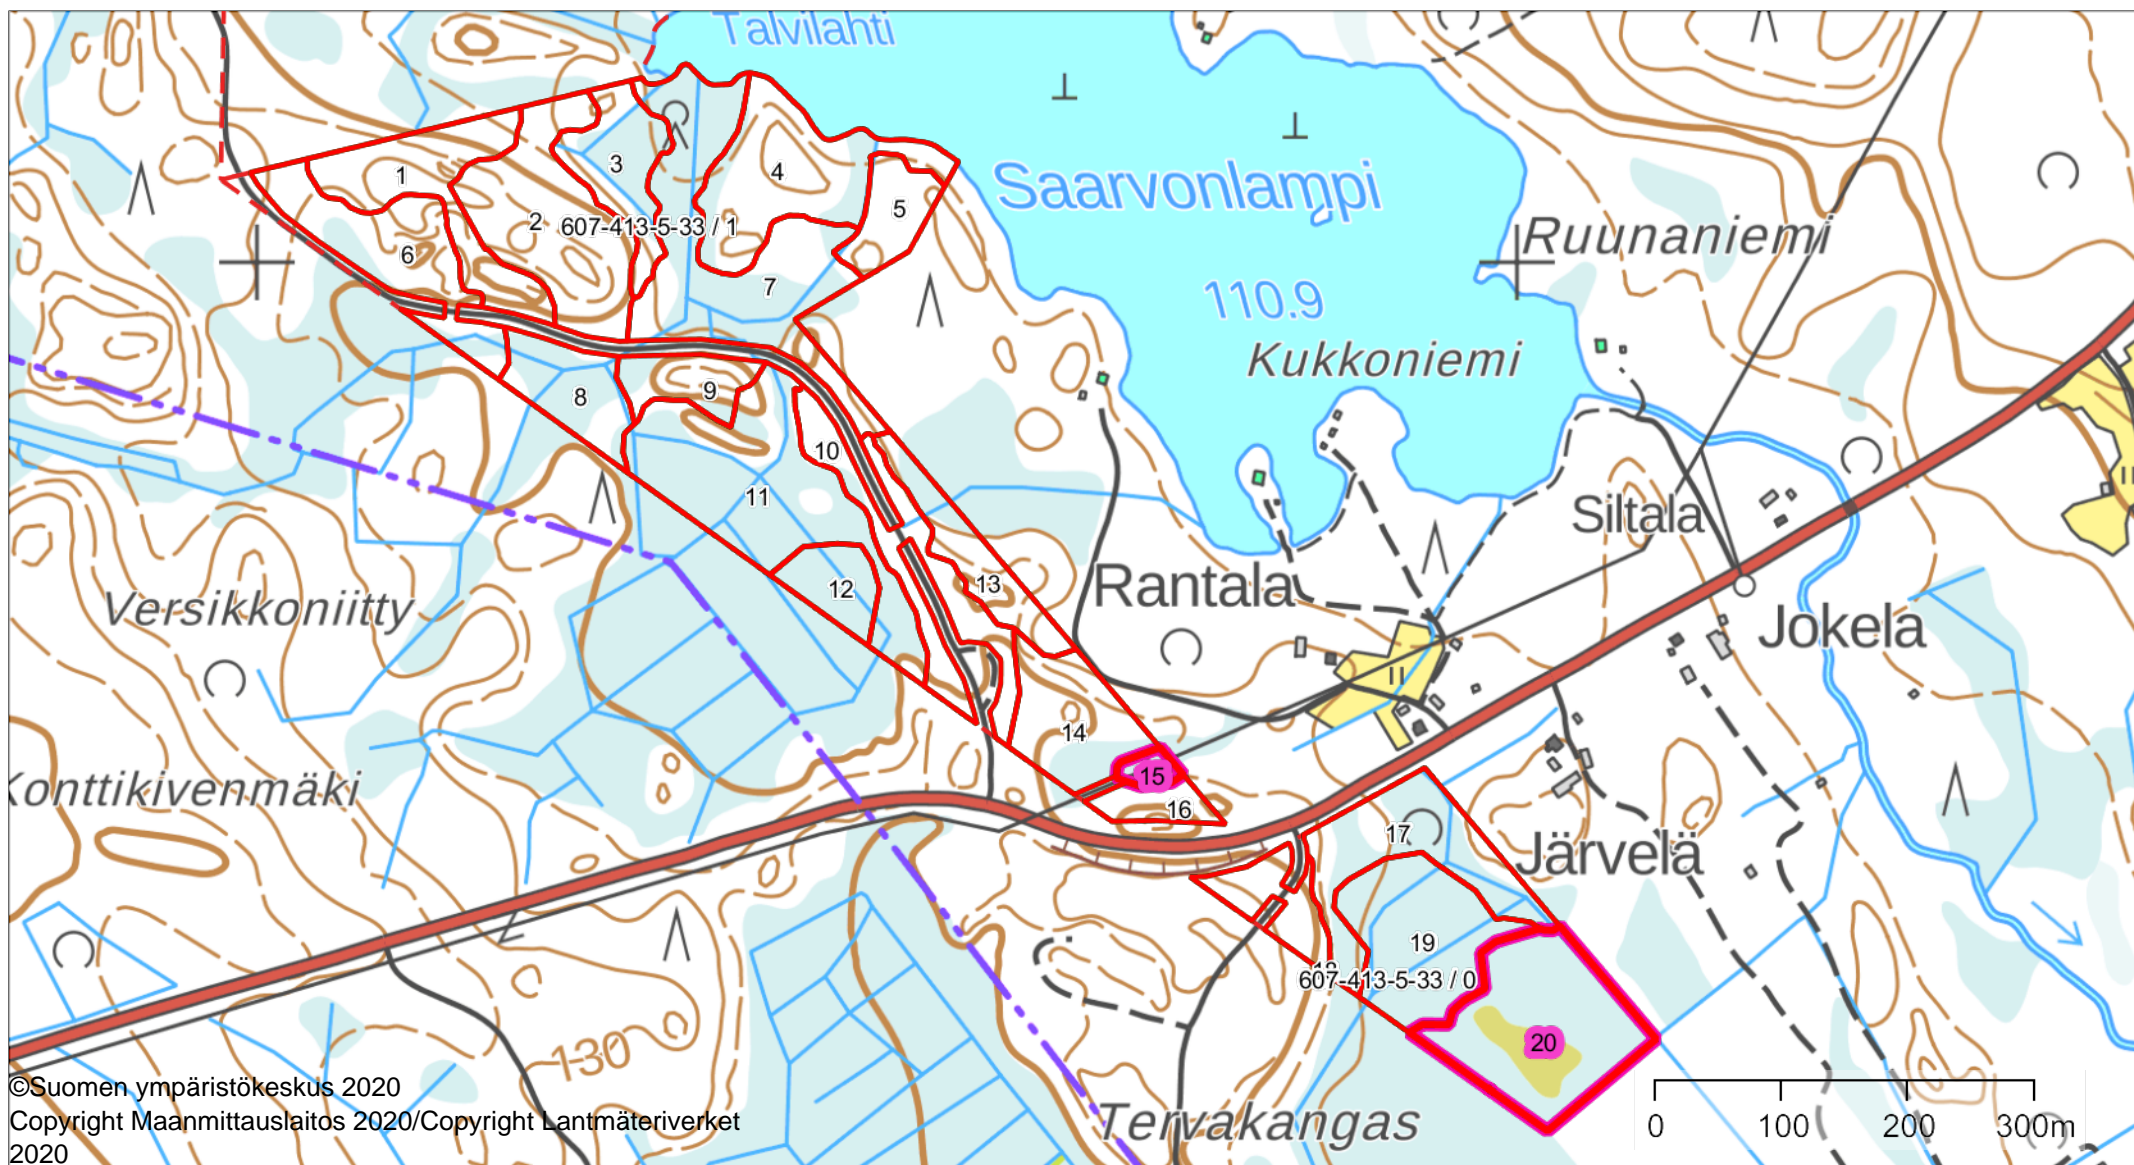 Talvilahti
Saarvonlampi
110.9
Ruunaniemi
Kukkoniemi
Siltala
Rantala
Jokela
Järvelä
Versikkoniitty
Konttikivenmäki
Tervakangas
130
1
2
3
4
5
6
7
8
9
10
11
12
13
14
15
16
17
18
19
20
607-413-5-33 / 1
607-413-5-33 / 0
0 100 200 300m
©Suomen ympäristökeskus 2020
Copyright Maanmittauslaitos 2020/Copyright Lantmäteriverket
2020